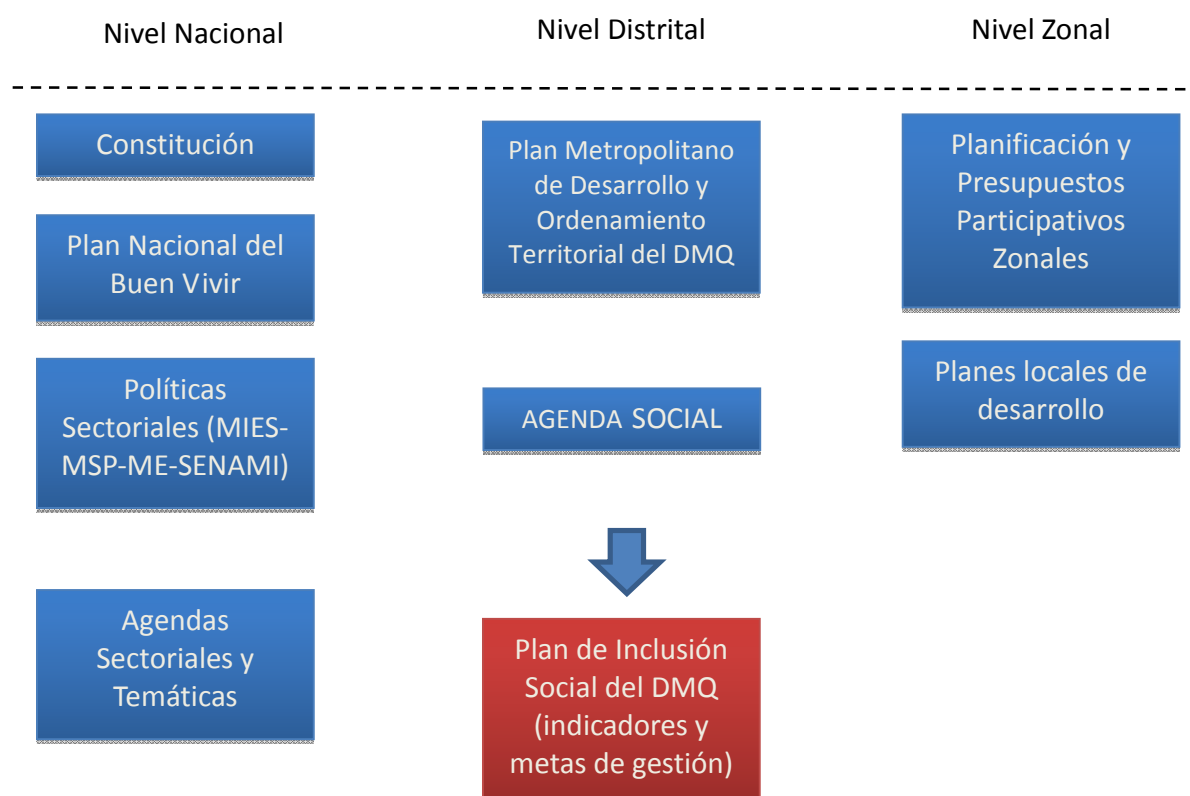 Nivel Nacional
Nivel Distrital
Nivel Zonal
Constitución
Plan Nacional del
Buen Vivir
Políticas
Sectoriales (MIES-
MSP-ME-SENAMI)
Agendas
Sectoriales y
Temáticas
Plan Metropolitano
de Desarrollo y
Ordenamiento
Territorial del DMQ
AGENDA SOCIAL
Plan de Inclusión
Social del DMQ
(indicadores y
metas de gestión)
Planificación y
Presupuestos
Participativos
Zonales
Planes locales de
desarrollo